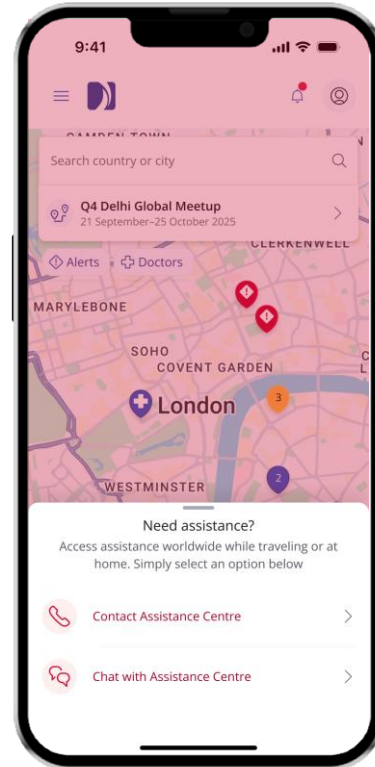 9:41
CAMDEN TOWN
Search country or city
Q4 Delhi Global Meetup
21 September–25 October 2025
CLERKENWELL
Alerts
Doctors
MARYLEBONE
SOHO
COVENT GARDEN
London
3
WESTMINSTER
2
Need assistance?
Access assistance worldwide while traveling or at
home. Simply select an option below
Contact Assistance Centre
Chat with Assistance Centre